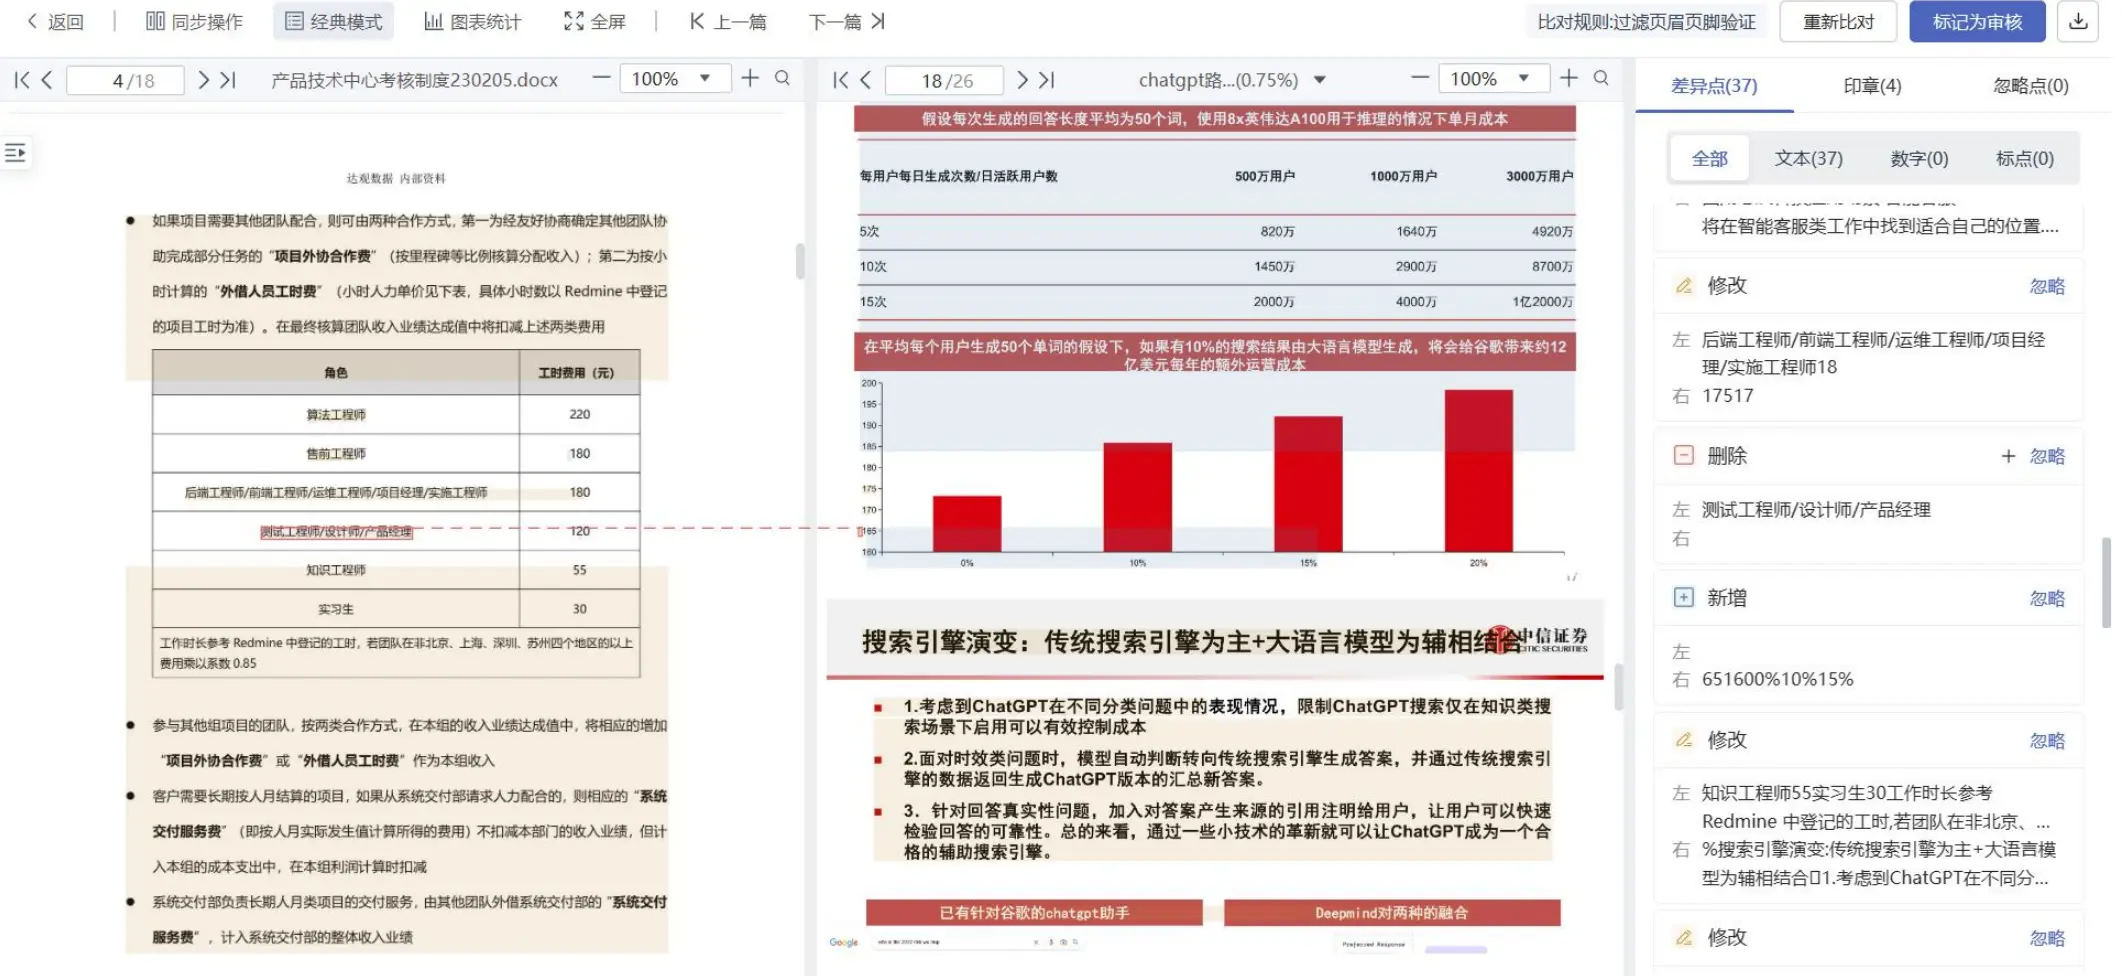 返回
同步操作
经典模式
图表统计
全屏
上一篇
下一篇
比对规则:过滤页眉页脚验证
重新比对
标记为审核
4/18
产品技术中心考核制度230205.docx
100%
18/26
chatgpt路...(0.75%)
100%
差异点(37)
印章(4)
忽略点(0)
达观数据 内部资料
如果项目需要其他团队配合，则可由两种合作方式，第一为经友好协商确定其他团队协
助完成部分任务的“项目外协合作费”（按里程碑等比例核算分配收入）；第二为按小
时计算的“外借人员工时费”（小时人力单价见下表，具体小时数以 Redmine 中登记
的项目工时为准）。在最终核算团队收入业绩达成值中将扣减上述两类费用
角色 工时费用（元）
算法工程师 220
售前工程师 180
后端工程师/前端工程师/运维工程师/项目经理/实施工程师 180
测试工程师/设计师/产品经理 120
知识工程师 55
实习生 30
工作时长参考 Redmine 中登记的工时，若团队在非北京、上海、深圳、苏州四个地区的以上
费用乘以系数 0.85
参与其他组项目的团队，按两类合作方式，在本组的收入业绩达成值中，将相应的增加
“项目外协合作费”或“外借人员工时费”作为本组收入
客户需要长期按人月结算的项目，如果从系统交付部请求人力配合的，则相应的“系统
交付服务费”（即按人月实际发生值计算所得的费用）不扣减本部门的收入业绩，但计
入本组的成本支出中，在本组利润计算时扣减
系统交付部负责长期人月类项目的交付服务，由其他团队外借系统交付部的“系统交付
服务费”，计入系统交付部的整体收入业绩
假设每次生成的回答长度平均为50个词，使用8x英伟达A100用于推理的情况下单月成本
每用户每日生成次数/日活跃用户数 500万用户 1000万用户 3000万用户
5次 820万 1640万 4920万
10次 1450万 2900万 8700万
15次 2000万 4000万 1亿2000万
在平均每个用户生成50个单词的假设下，如果有10%的搜索结果由大语言模型生成，将会给谷歌带来约12
亿美元每年的额外运营成本
200
195
190
185
180
175
170
165
160
0% 10% 15% 20%
17
搜索引擎演变：传统搜索引擎为主+大语言模型为辅相结合
中信证券
CITIC SECURITIES
1.考虑到ChatGPT在不同分类问题中的表现情况，限制ChatGPT搜索仅在知识类搜
索场景下启用可以有效控制成本
2.面对时效类问题时，模型自动判断转向传统搜索引擎生成答案，并通过传统搜索引
擎的数据返回生成ChatGPT版本的汇总新答案。
3. 针对回答真实性问题，加入对答案产生来源的引用注明给用户，让用户可以快速
检验回答的可靠性。总的来看，通过一些小技术的革新就可以让ChatGPT成为一个合
格的辅助搜索引擎。
已有针对谷歌的chatgpt助手
Deepmind对两种的融合
Google
全部
文本(37)
数字(0)
标点(0)
将在智能客服类工作中找到适合自己的位置....
修改
忽略
左 后端工程师/前端工程师/运维工程师/项目经
理/实施工程师18
右 17517
删除
忽略
左 测试工程师/设计师/产品经理
右
新增
忽略
左
右 651600%10%15%
修改
忽略
左 知识工程师55实习生30工作时长参考
Redmine 中登记的工时,若团队在非北京、...
右 %搜索引擎演变:传统搜索引擎为主+大语言模
型为辅相结合▯1.考虑到ChatGPT在不同分...
修改
忽略